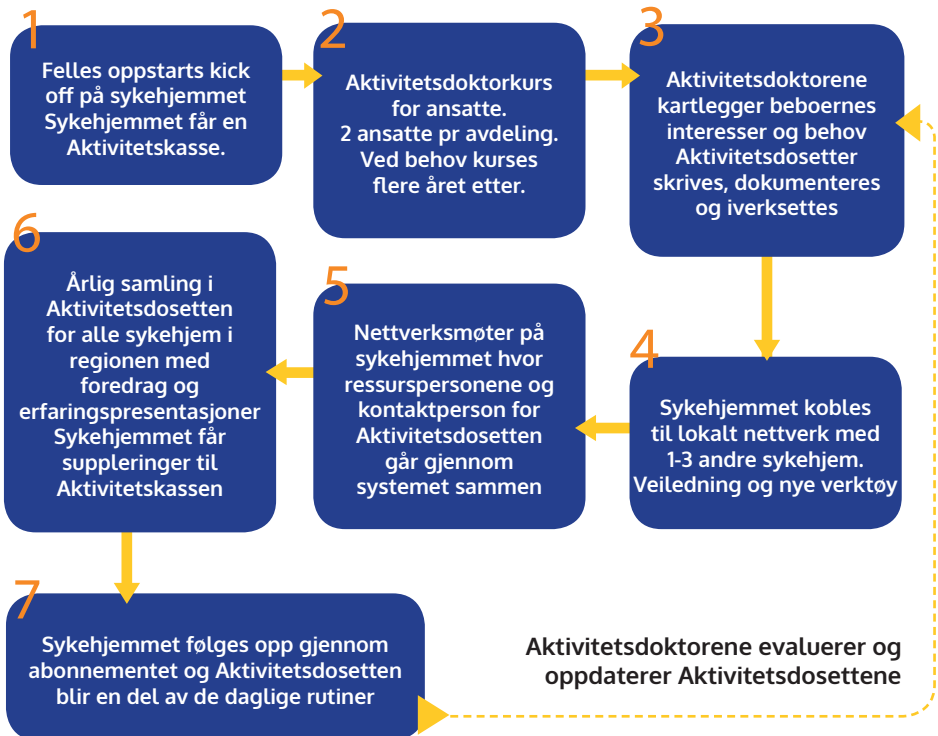 1
Felles oppstarts kick
off på sykehjemmet
Sykehjemmet får en
Aktivitetskasse.
2
Aktivitetsdoktorkurs
for ansatte.
2 ansatte pr avdeling.
Ved behov kurses
flere året etter.
3
Aktivitetsdoktorene
kartlegger beboernes
interesser og behov
Aktivitetsdosetter
skrives, dokumenteres
og iverksettes
4
Sykehjemmet kobles
til lokalt nettverk med
1-3 andre sykehjem.
Veiledning og nye verktøy
5
Nettverksmøter på
sykehjemmet hvor
ressurspersonene og
kontaktperson for
Aktivitetsdosetten
går gjennom
systemet sammen
6
Årlig samling i
Aktivitetsdosetten
for alle sykehjem i
regionen med
foredrag og
erfaringspresentasjoner
Sykehjemmet får
suppleringer til
Aktivitetskassen
7
Sykehjemmet følges opp gjennom
abonnementet og Aktivitetsdosetten
blir en del av de daglige rutiner
Aktivitetsdoktorene evaluerer og
oppdaterer Aktivitetsdosettene